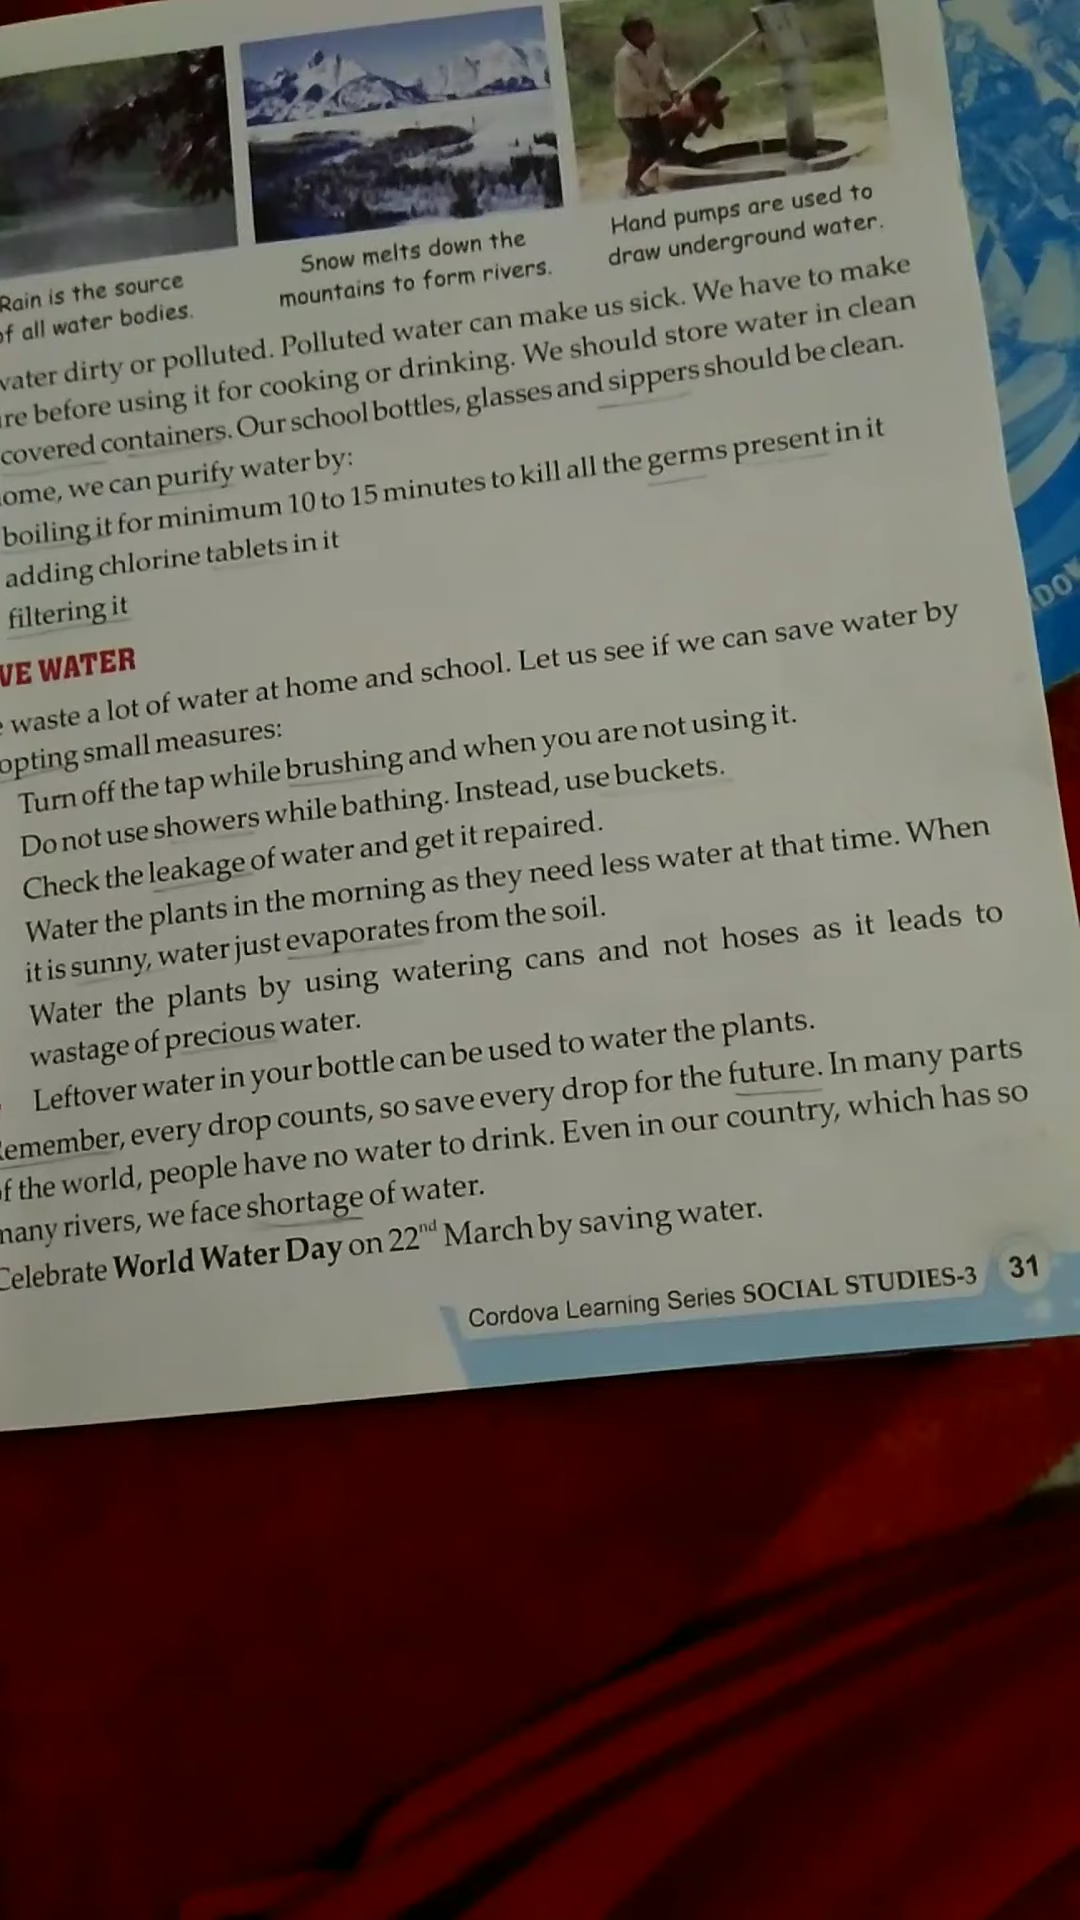 Rain is the source
of all water bodies.
Snow melts down the
mountains to form rivers.
Hand pumps are used to
draw underground water.
water dirty or polluted. Polluted water can make us sick. We have to make
before using it for cooking or drinking. We should store water in clean
covered containers. Our school bottles, glasses and sippers should be clean.
ome, we can purify water by:
boiling it for minimum 10 to 15 minutes to kill all the germs present in it
adding chlorine tablets in it
filtering it
VE WATER
waste a lot of water at home and school. Let us see if we can save water by
opting small measures:
Turn off the tap while brushing and when you are not using it.
Do not use showers while bathing. Instead, use buckets.
Check the leakage of water and get it repaired.
Water the plants in the morning as they need less water at that time. When
it is sunny, water just evaporates from the soil.
Water the plants by using watering cans and not hoses as it leads to
wastage of precious water.
Leftover water in your bottle can be used to water the plants.
Remember, every drop counts, so save every drop for the future. In many parts
of the world, people have no water to drink. Even in our country, which has so
many rivers, we face shortage of water.
Celebrate World Water Day on 22nd March by saving water.
Cordova Learning Series SOCIAL STUDIES-3 31